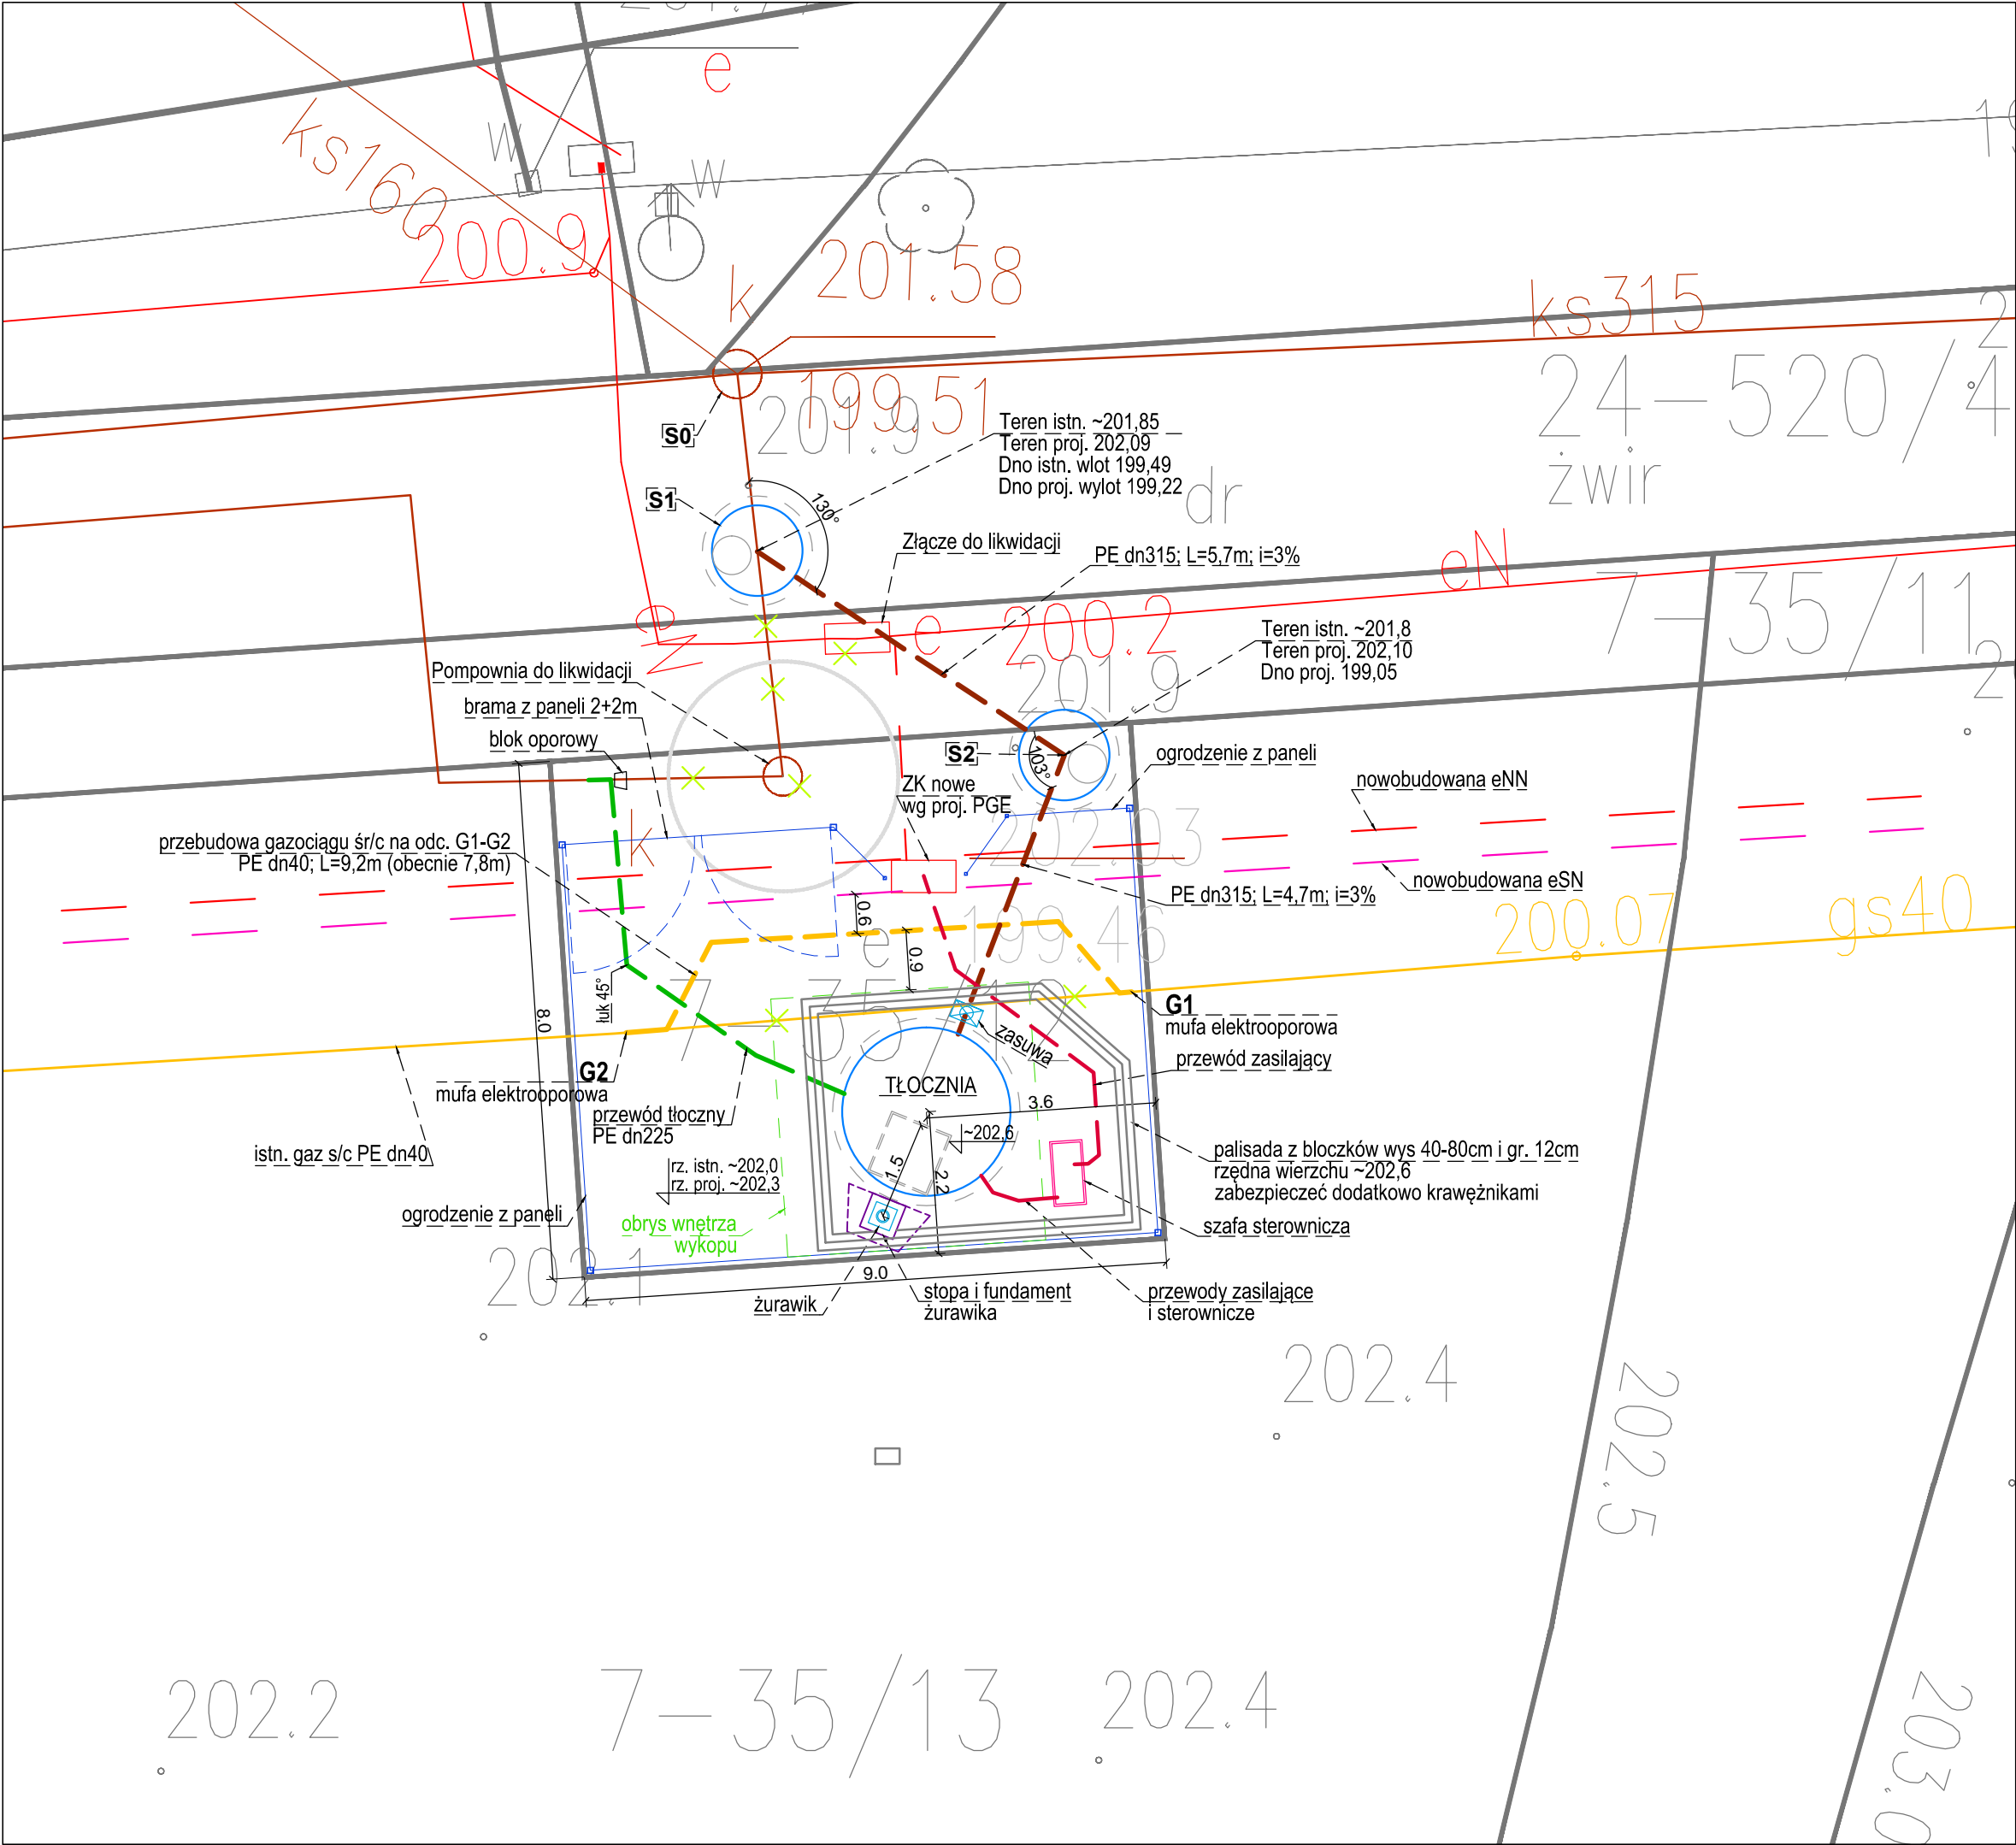 e
ks160
w
w
200.9
201.58
k
ks315
24-520/4
żwir
199.51
201.9
S0
Teren istn. ~201,85
Teren proj. 202,09
Dno istn. wlot 199,49
Dno proj. wylot 199,22
dr
S1
130°
Złącze do likwidacji
PE dn315; L=5,7m; i=3%
eN
7-35/11
eN
e
200.2
Teren istn. ~201,8
Teren proj. 202,10
Dno proj. 199,05
201.9
Pompownia do likwidacji
brama z paneli 2+2m
blok oporowy
S2
103°
ogrodzenie z paneli
ZK nowe
wg proj. PGE
nowobudowana eNN
202.03
k
przebudowa gazociągu śr/c na odc. G1-G2
PE dn40; L=9,2m (obecnie 7,8m)
nowobudowana eSN
PE dn315; L=4,7m; i=3%
0.6
e
199.46
200.07
gs40
0.9
łuk 45°
8.0
G1
mufa elektrooporowa
zasuwa
przewód zasilający
G2
mufa elektrooporowa
TŁOCZNIA
3.6
przewód tłoczny
PE dn225
~202,6
istn. gaz s/c PE dn40
palisada z bloczków wys 40-80cm i gr. 12cm
rzędna wierzchu ~202,6
zabezpieczeć dodatkowo krawężnikami
rz. istn. ~202,0
rz. proj. ~202,3
1.5
2.2
ogrodzenie z paneli
obrys wnętrza
wykopu
szafa sterownicza
202.1
9.0
żurawik
stopa i fundament
żurawika
przewody zasilające
i sterownicze
202.4
202.5
202.2
7-35/13
202.4
203.0